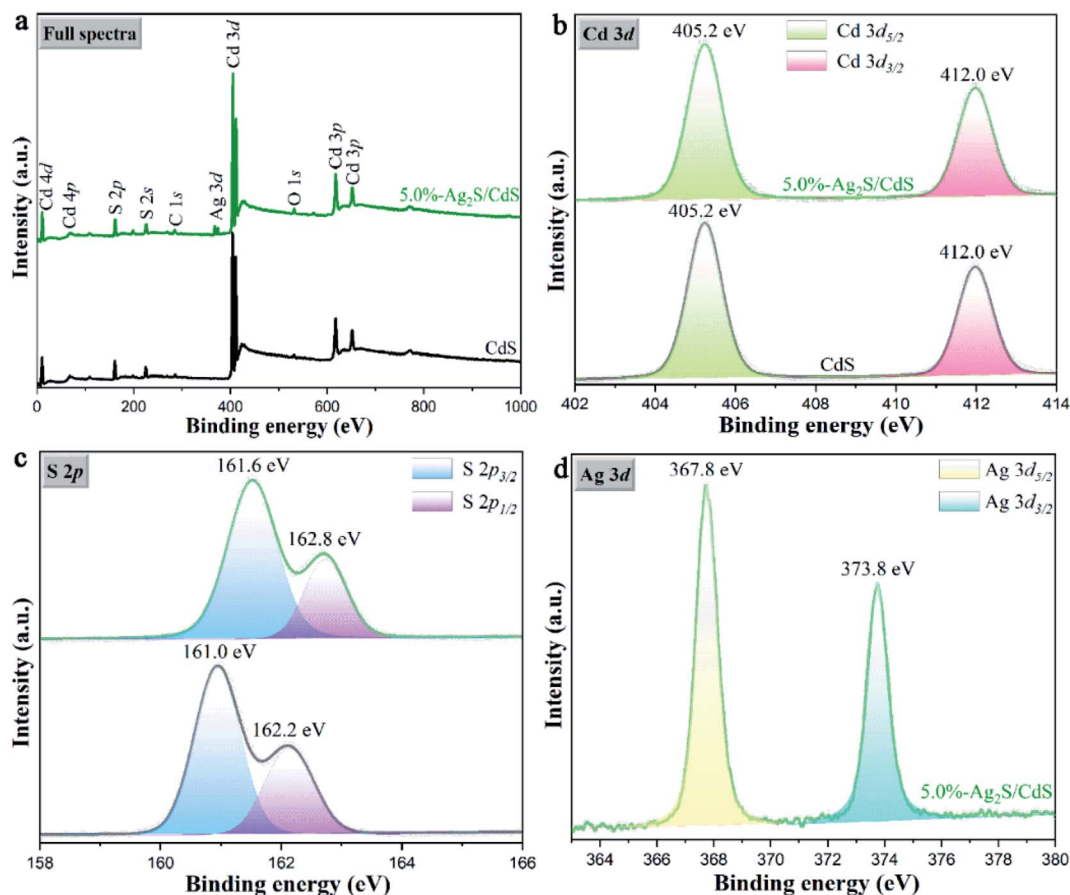 a
Full spectra
Cd 4d
Cd 4p
S 2p
S 2s
C 1s
Ag 3d
Cd 3d
O 1s
Cd 3p
Cd 3p
5.0%-Ag₂S/CdS
CdS
Intensity (a.u.)
0 200 400 600 800 1000
Binding energy (eV)
b
Cd 3d
405.2 eV
Cd 3d5/2
Cd 3d3/2
412.0 eV
5.0%-Ag₂S/CdS
405.2 eV
412.0 eV
CdS
Intensity (a.u.)
402 404 406 408 410 412 414
Binding energy (eV)
c
S 2p
161.6 eV
S 2p3/2
S 2p1/2
162.8 eV
161.0 eV
162.2 eV
Intensity (a.u.)
158 160 162 164 166
Binding energy (eV)
d
Ag 3d
367.8 eV
Ag 3d5/2
Ag 3d3/2
373.8 eV
5.0%-Ag₂S/CdS
Intensity (a.u.)
364 366 368 370 372 374 376 378 380
Binding energy (eV)